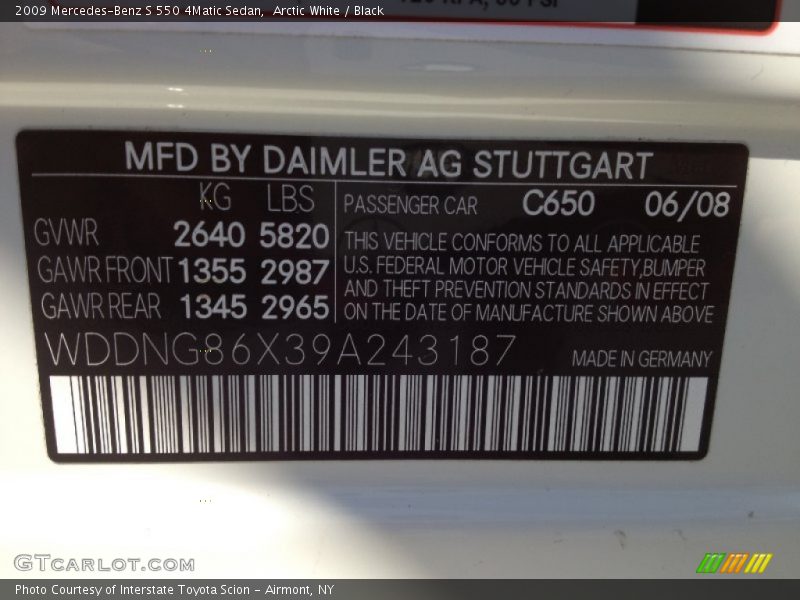 2009 Mercedes-Benz S 550 4Matic Sedan,  Arctic White / Black
MFD BY DAIMLER AG STUTTGART
KG LBS
GVWR 2640 5820
GAWR FRONT 1355 2987
GAWR REAR 1345 2965
PASSENGER CAR C650 06/08
THIS VEHICLE CONFORMS TO ALL APPLICABLE
U.S. FEDERAL MOTOR VEHICLE SAFETY,BUMPER
AND THEFT PREVENTION STANDARDS IN EFFECT
ON THE DATE OF MANUFACTURE SHOWN ABOVE
WDDNG86X39A243187
MADE IN GERMANY
GTCARLOT.COM
Photo Courtesy of Interstate Toyota Scion - Airmont, NY